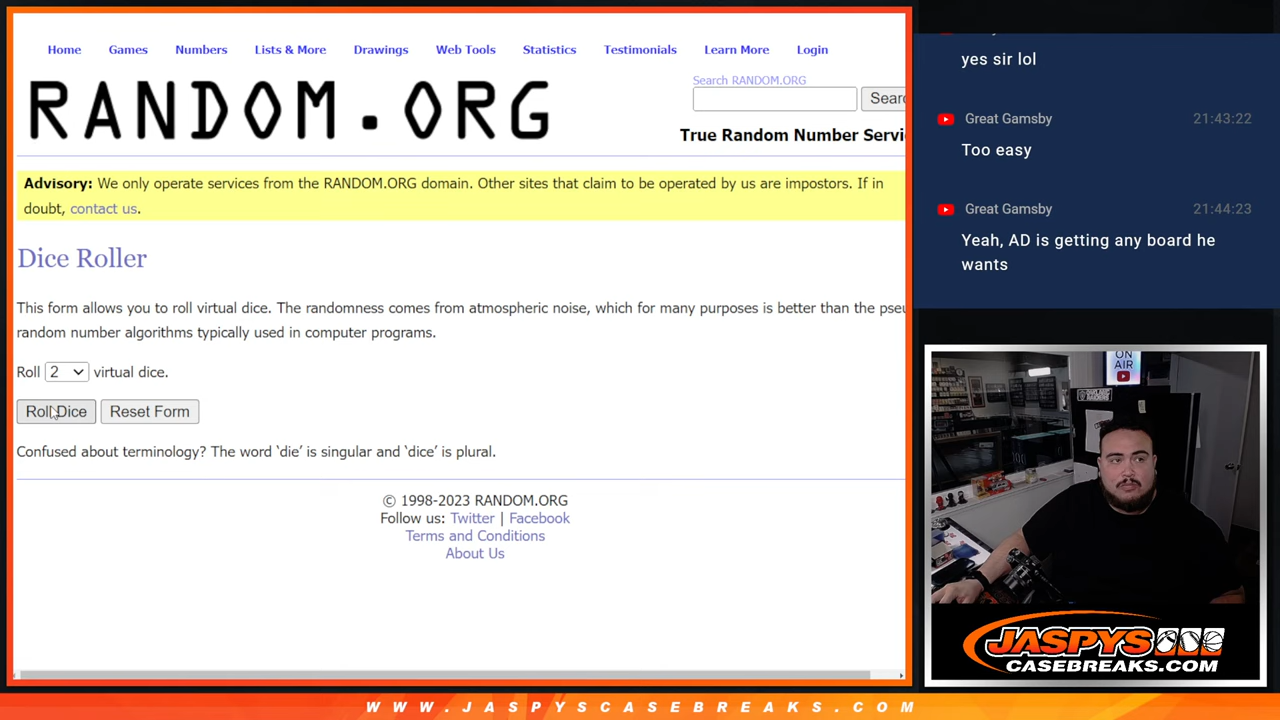 Home Games Numbers Lists & More Drawings Web Tools Statistics Testimonials Learn More Login
RANDOM.ORG
Search RANDOM.ORG
Searc
True Random Number Servi
Advisory: We only operate services from the RANDOM.ORG domain. Other sites that claim to be operated by us are impostors. If in
doubt, contact us.
Dice Roller
This form allows you to roll virtual dice. The randomness comes from atmospheric noise, which for many purposes is better than the pseu
random number algorithms typically used in computer programs.
Roll 2 virtual dice.
Roll Dice Reset Form
Confused about terminology? The word ‘die’ is singular and ‘dice’ is plural.
© 1998-2023 RANDOM.ORG
Follow us: Twitter | Facebook
Terms and Conditions
About Us
yes sir lol
Great Gamsby 21:43:22
Too easy
Great Gamsby 21:44:23
Yeah, AD is getting any board he
wants
ON
AIR
JASPYS
CASEBREAKS.COM
WWW.JASPYSCASEBREAKS.COM